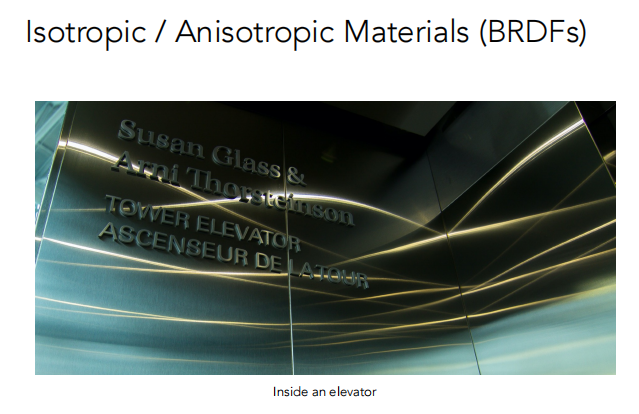 Isotropic / Anisotropic Materials (BRDFs)
Susan Glass &
Arni Thorsteinson
TOWER ELEVATOR
ASCENSEUR DE LA TOUR
Inside an elevator